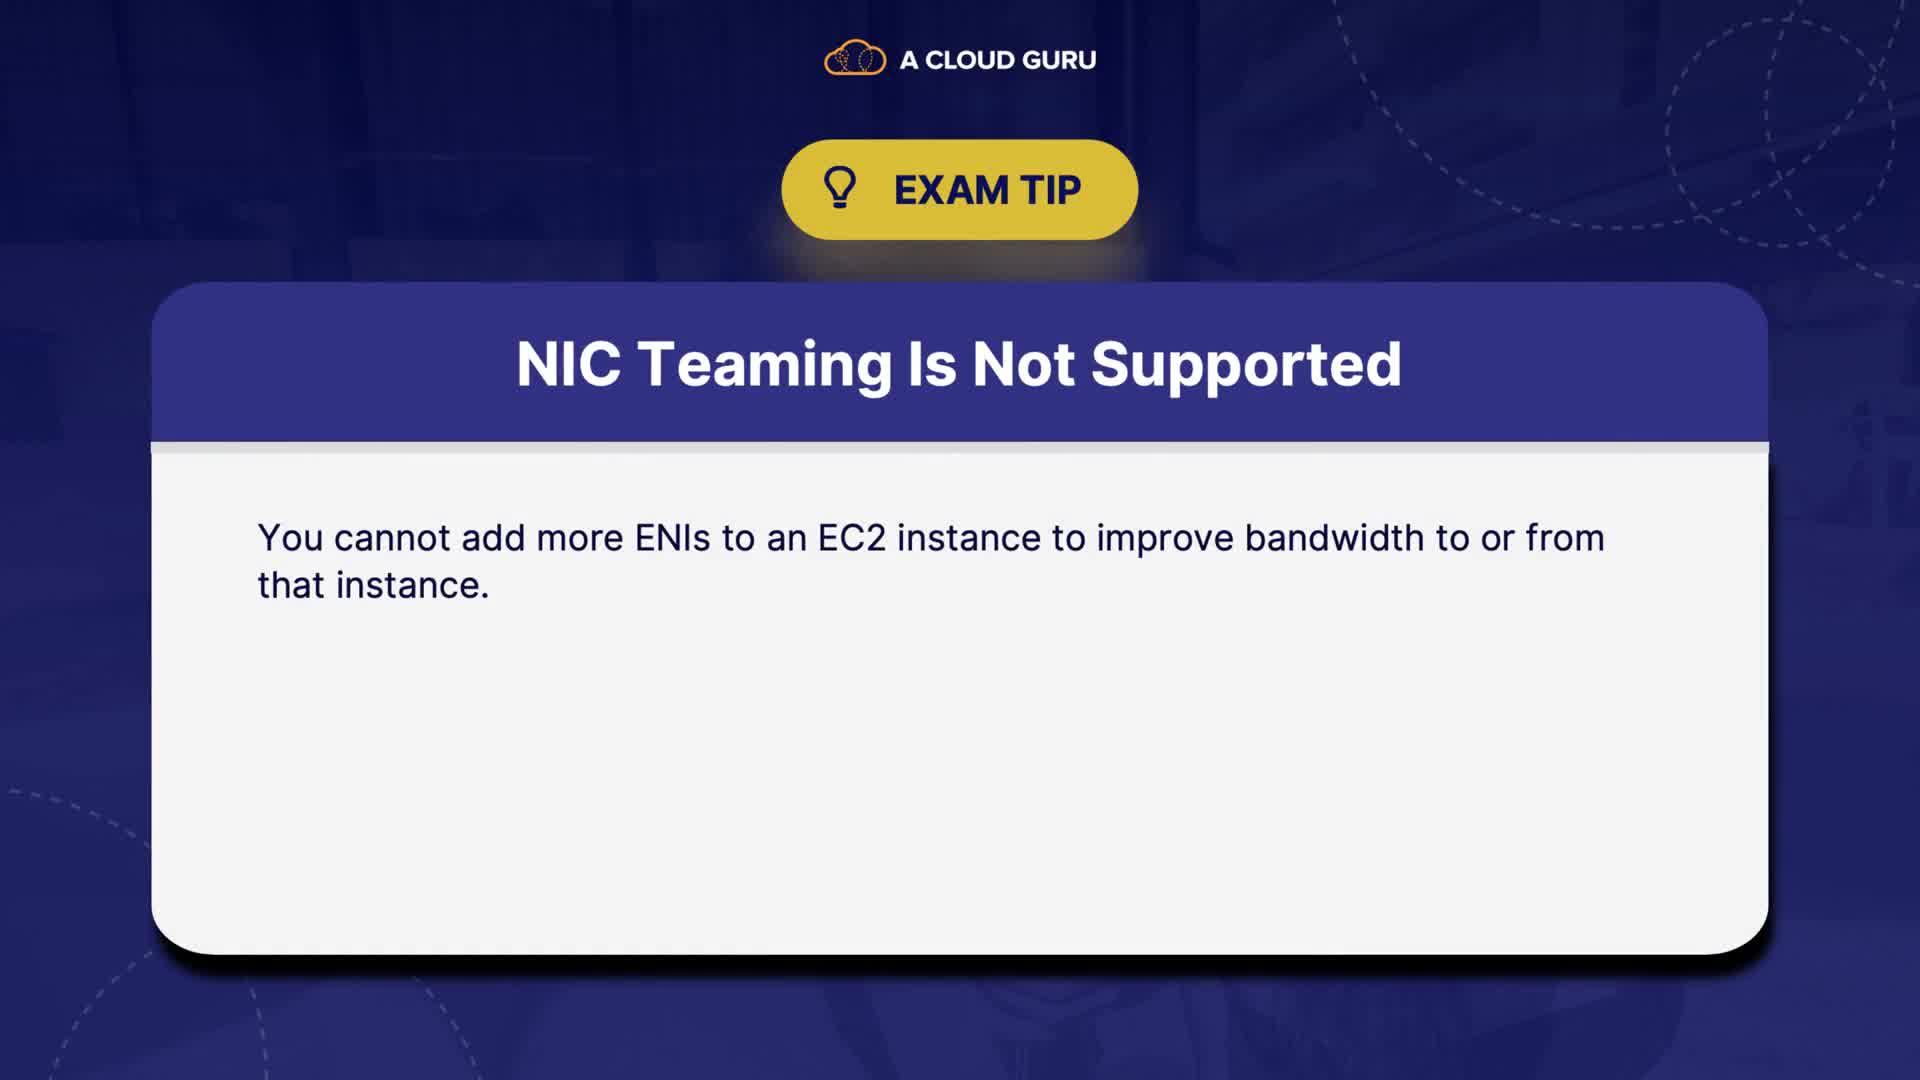 A CLOUD GURU
EXAM TIP
NIC Teaming Is Not Supported
You cannot add more ENIs to an EC2 instance to improve bandwidth to or from
that instance.